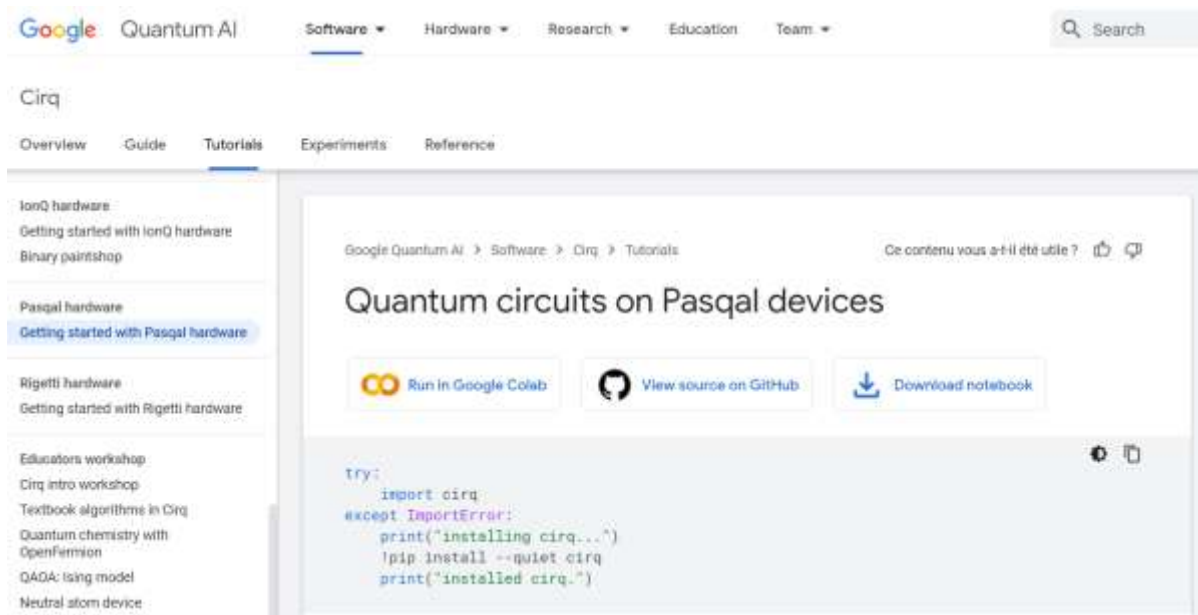 Google Quantum AI Software Hardware Research Education Team Search
Cirq
Overview Guide Tutorials Experiments Reference
IonQ hardware
Getting started with IonQ hardware
Binary paintshop
Pasqal hardware
Getting started with Pasqal hardware
Rigetti hardware
Getting started with Rigetti hardware
Educators workshop
Cirq intro workshop
Textbook algorithms in Cirq
Quantum chemistry with
OpenFermion
QAOA: Ising model
Neutral atom device
Google Quantum AI > Software > Cirq > Tutorials
Ce contenu vous a-t-il été utile ?
Quantum circuits on Pasqal devices
Run in Google Colab View source on GitHub Download notebook
try:
    import cirq
except ImportError:
    print("installing cirq...")
    !pip install --quiet cirq
    print("installed cirq.")